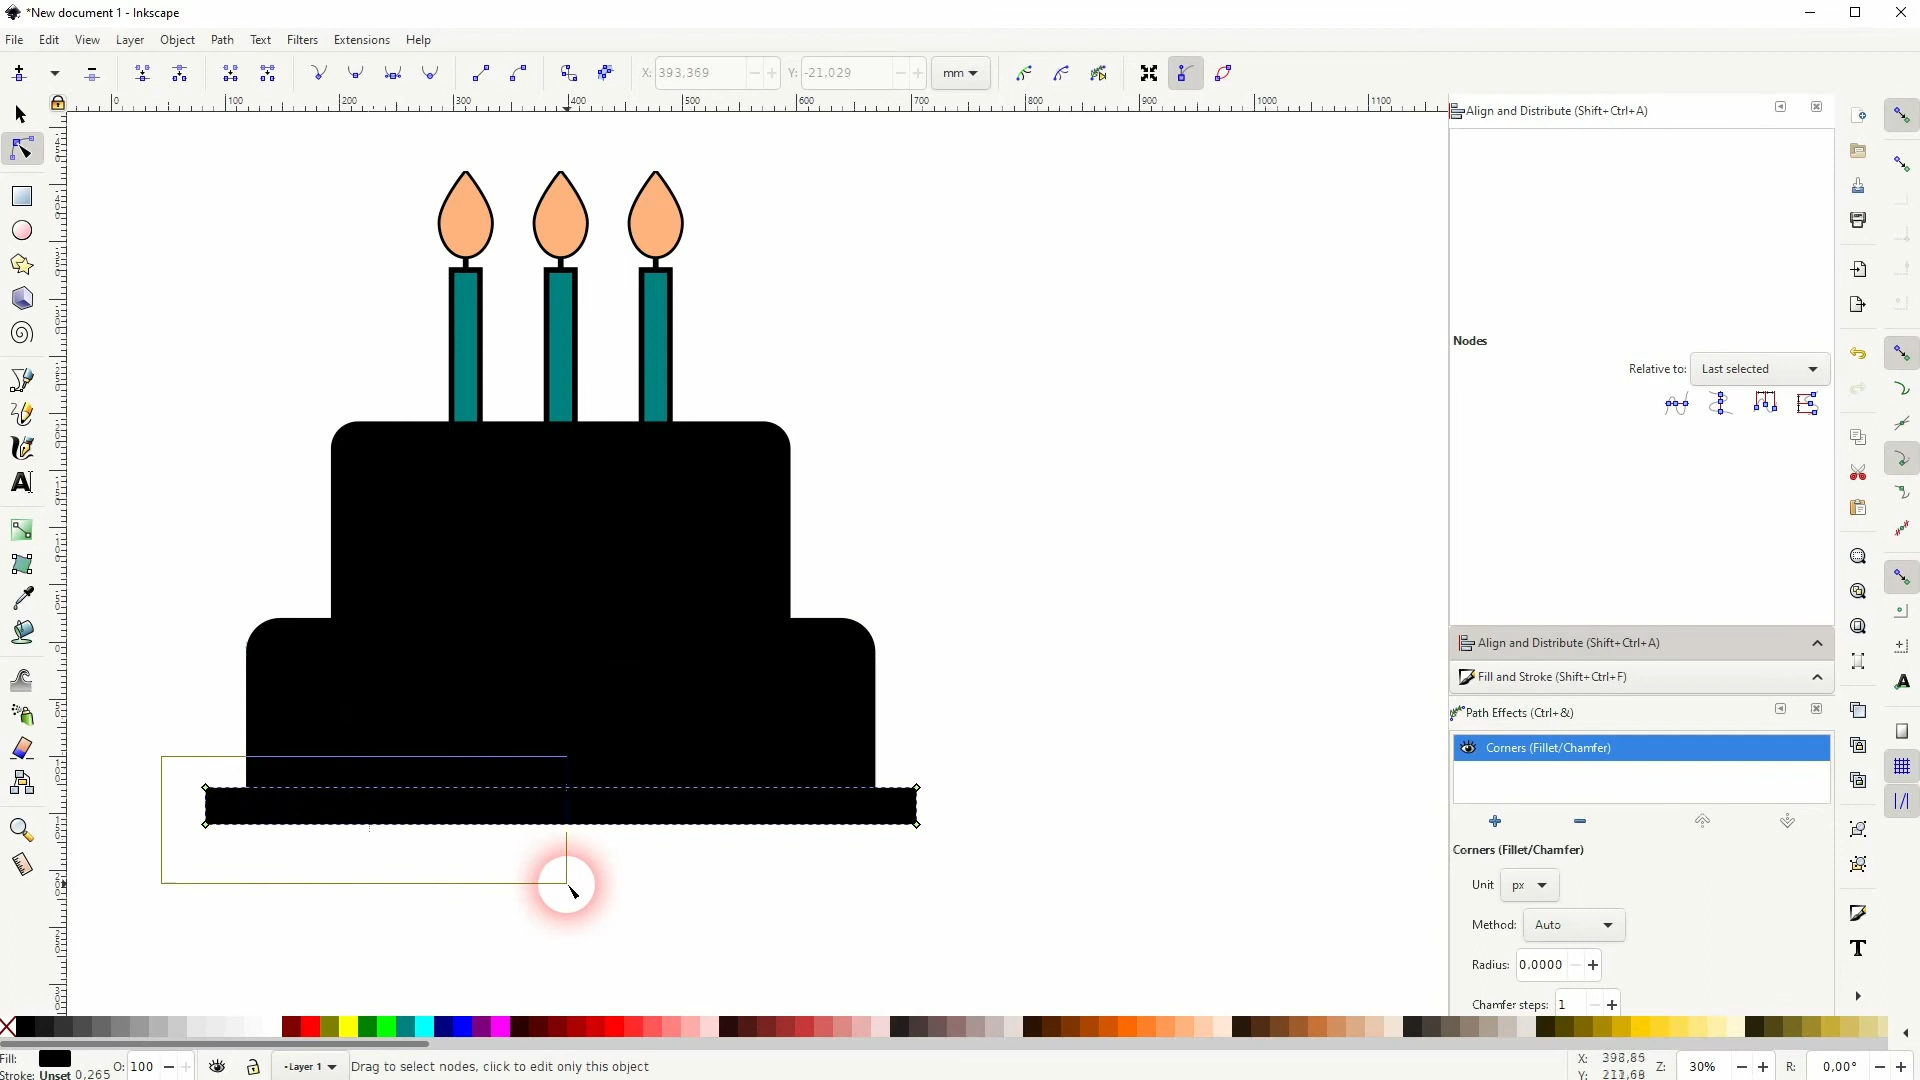 *New document 1 - Inkscape
File Edit View Layer Object Path Text Filters Extensions Help
X: 393,369 Y: -21,029 mm
0 100 200 300 400 500 600 700 800 900 1000 1100
Align and Distribute (Shift+Ctrl+A)
Nodes
Relative to: Last selected
Align and Distribute (Shift+Ctrl+A)
Fill and Stroke (Shift+Ctrl+F)
Path Effects (Ctrl+&)
Corners (Fillet/Chamfer)
Corners (Fillet/Chamfer)
Unit px
Method: Auto
Radius: 0,0000
Chamfer steps: 1
Fill: O: 100 Layer 1 Drag to select nodes, click to edit only this object X: 398,86 Z: 30% R: 0,00°
Stroke: Unset 0,265 Y: